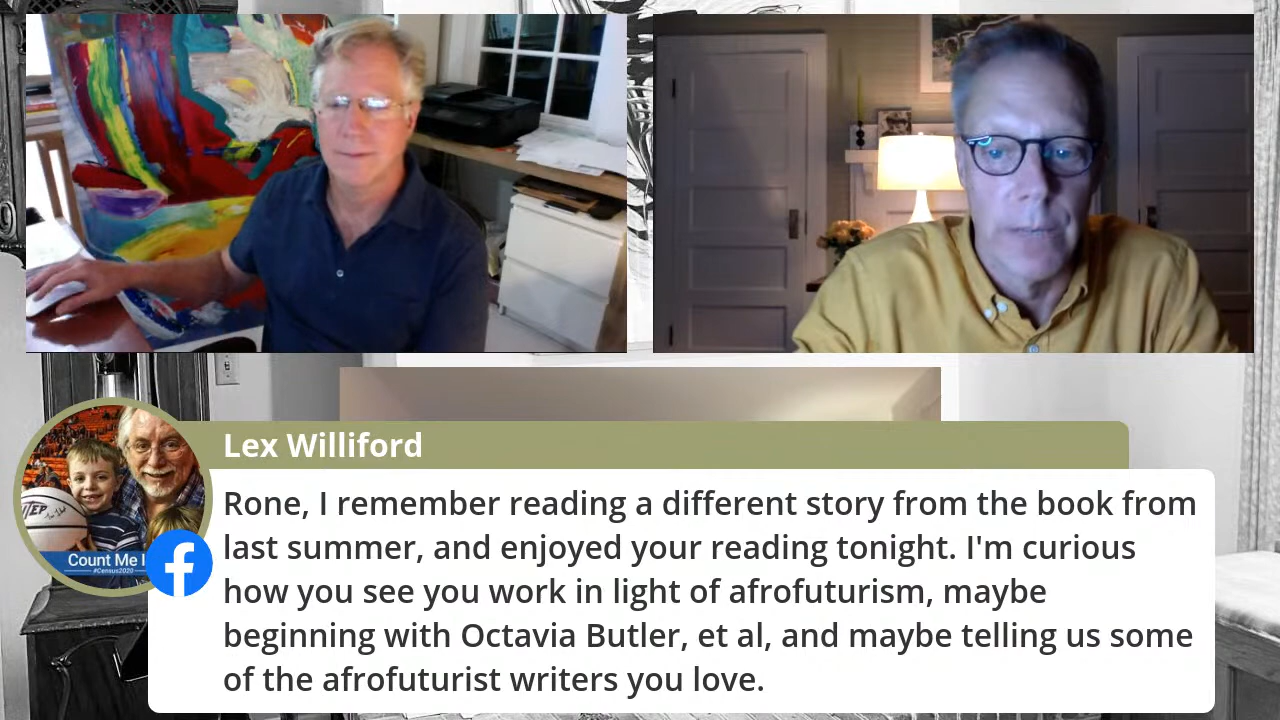 Lex Williford
Rone, I remember reading a different story from the book from
last summer, and enjoyed your reading tonight. I'm curious
how you see you work in light of afrofuturism, maybe
beginning with Octavia Butler, et al, and maybe telling us some
of the afrofuturist writers you love.
Count Me I
#Census2020